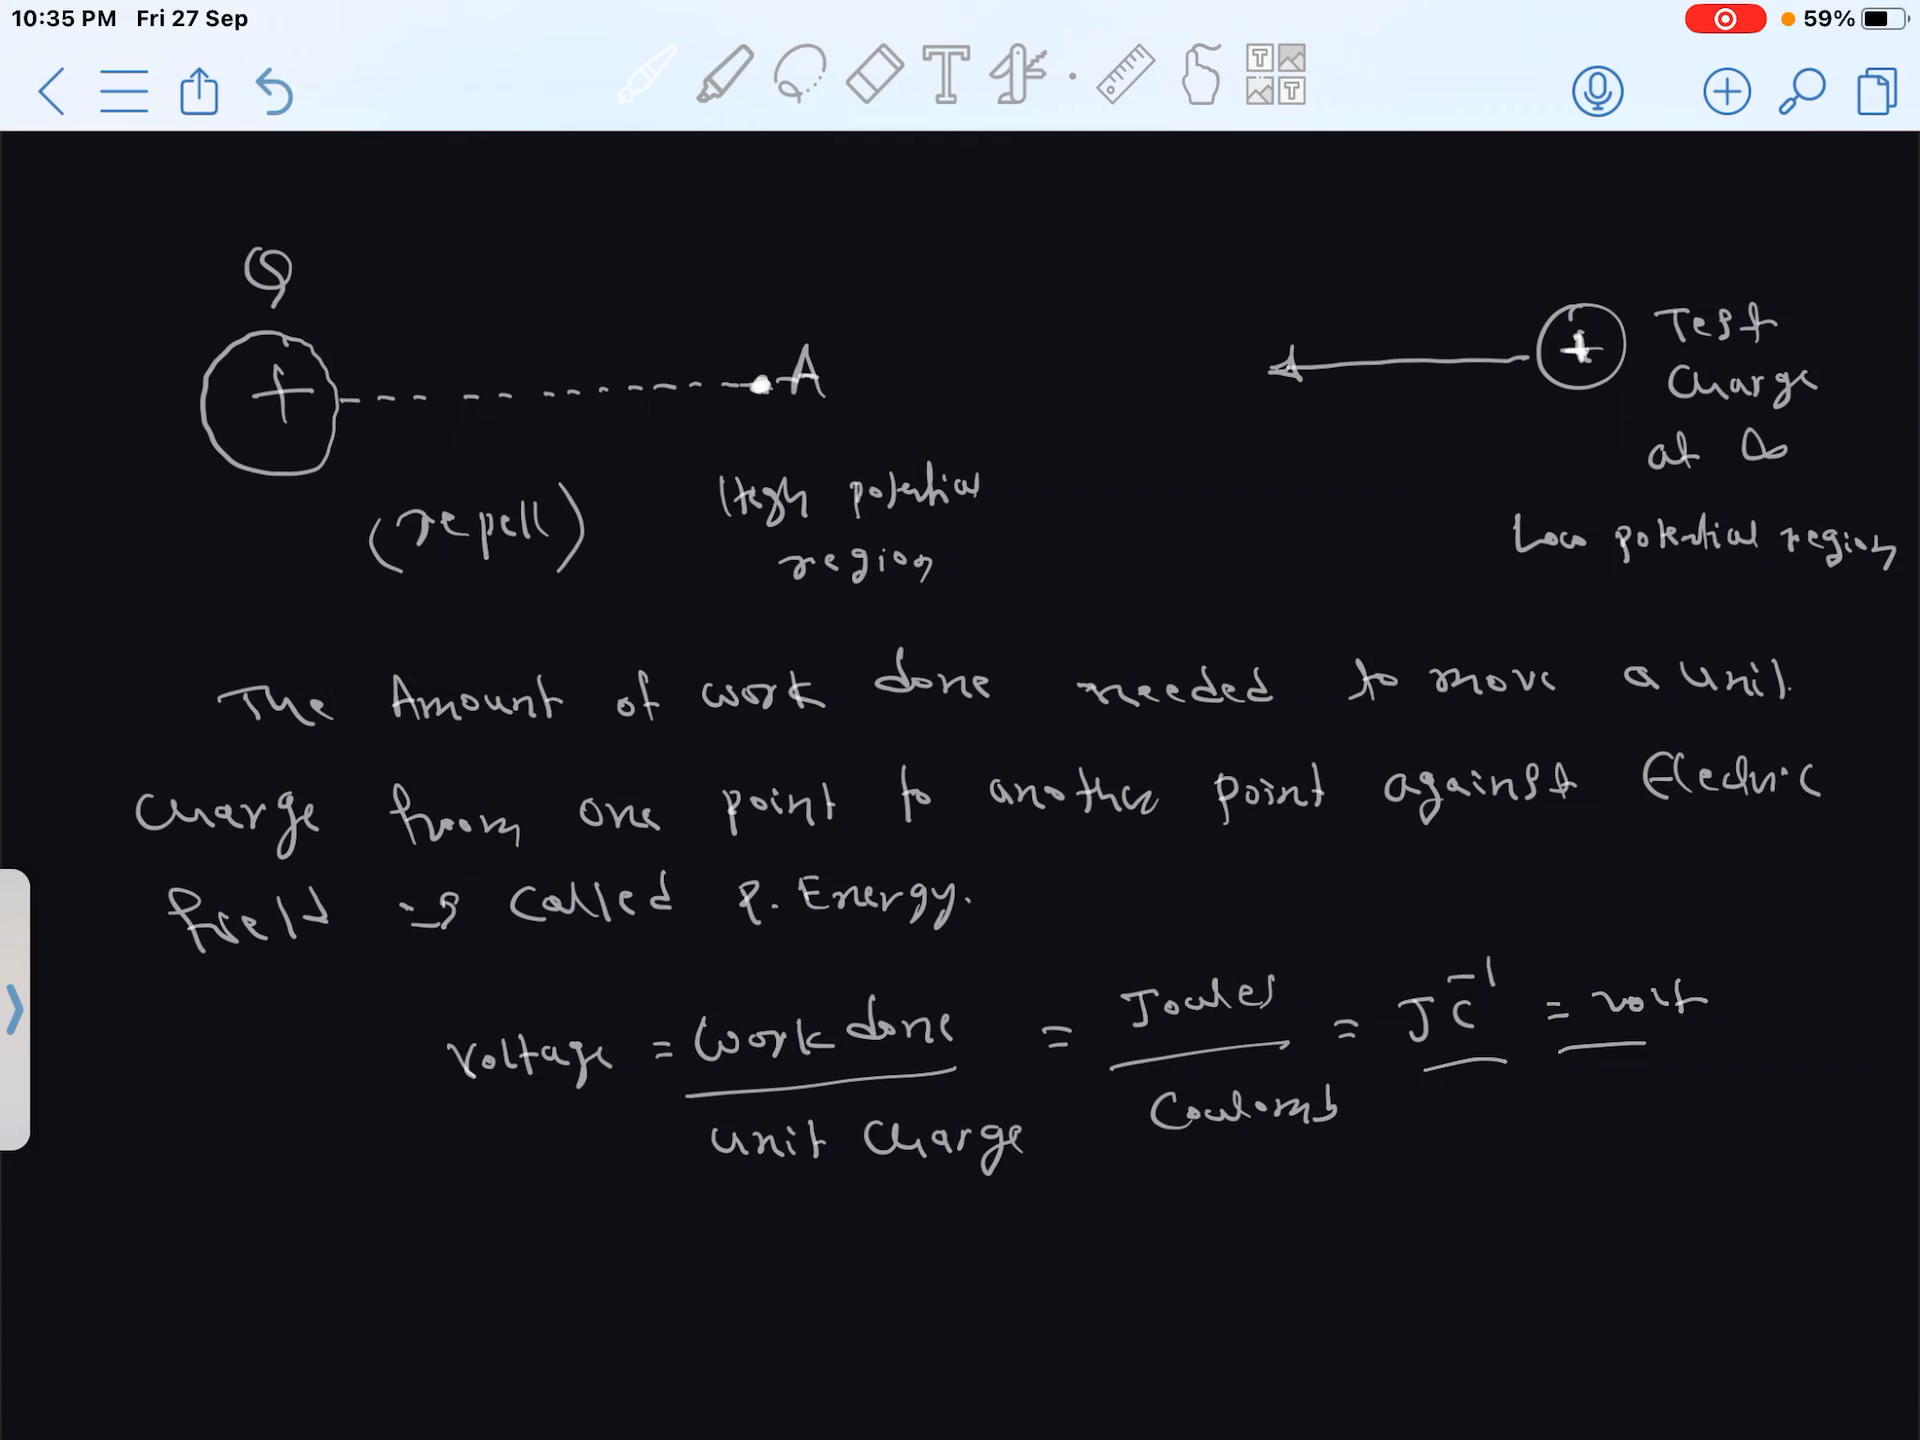 10:35 PM Fri 27 Sep
59%
Q
+
A
+
Test
Charge
at ∞
(repell)
High potential
region
Low potential region
The Amount of work done needed to move a unit
charge from one point to another point against Electric
field is called P. Energy.
Voltage = Work done / unit charge = Joules / Coulomb = J C⁻¹ = volt